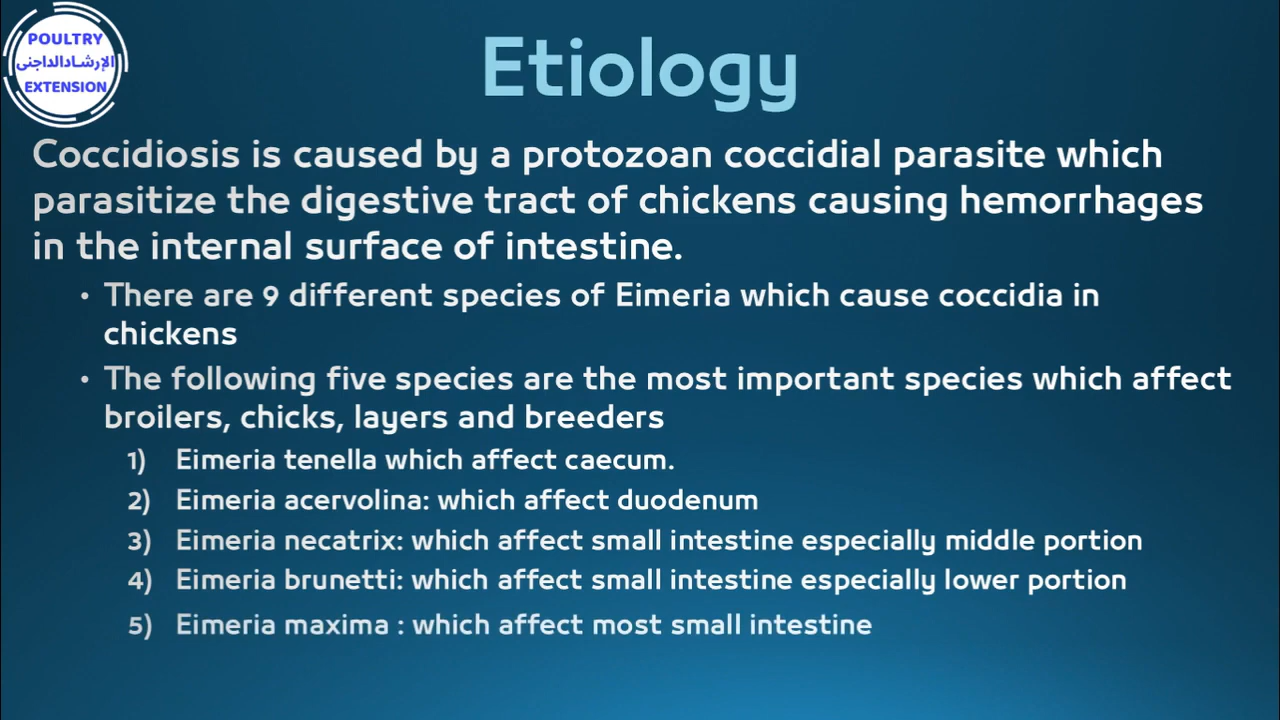 POULTRY
الإرشادالداجنى
EXTENSION
Etiology
Coccidiosis is caused by a protozoan coccidial parasite which
parasitize the digestive tract of chickens causing hemorrhages
in the internal surface of intestine.
• There are 9 different species of Eimeria which cause coccidia in
chickens
• The following five species are the most important species which affect
broilers, chicks, layers and breeders
1) Eimeria tenella which affect caecum.
2) Eimeria acervolina: which affect duodenum
3) Eimeria necatrix: which affect small intestine especially middle portion
4) Eimeria brunetti: which affect small intestine especially lower portion
5) Eimeria maxima : which affect most small intestine